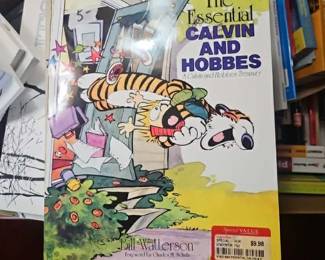 The
Essential
CALVIN AND
HOBBES
A Calvin and Hobbes Treasury
Bill Watterson
Foreword by Charles M. Schulz
Special VALUE
$9.98